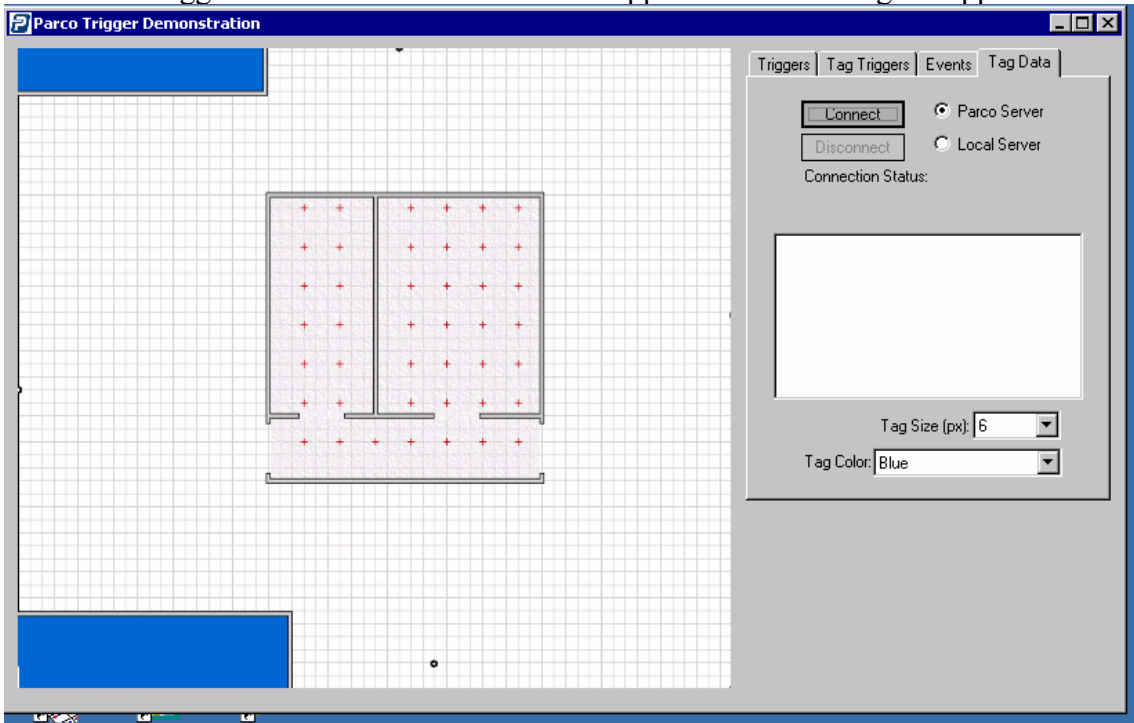 Parco Trigger Demonstration
Triggers Tag Triggers Events Tag Data
Connect Parco Server
Disconnect Local Server
Connection Status:
Tag Size (px): 6
Tag Color: Blue